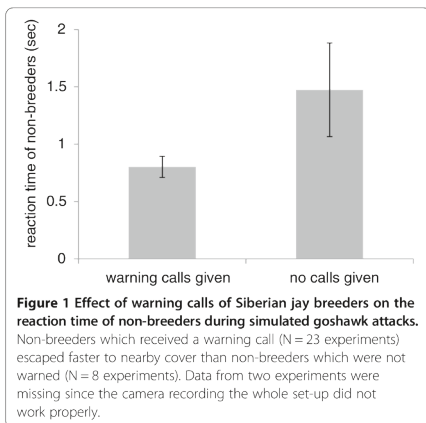 reaction time of non-breeders (sec)
2
1.5
1
0.5
0
warning calls given
no calls given
Figure 1 Effect of warning calls of Siberian jay breeders on the
reaction time of non-breeders during simulated goshawk attacks.
Non-breeders which received a warning call (N = 23 experiments)
escaped faster to nearby cover than non-breeders which were not
warned (N = 8 experiments). Data from two experiments were
missing since the camera recording the whole set-up did not
work properly.